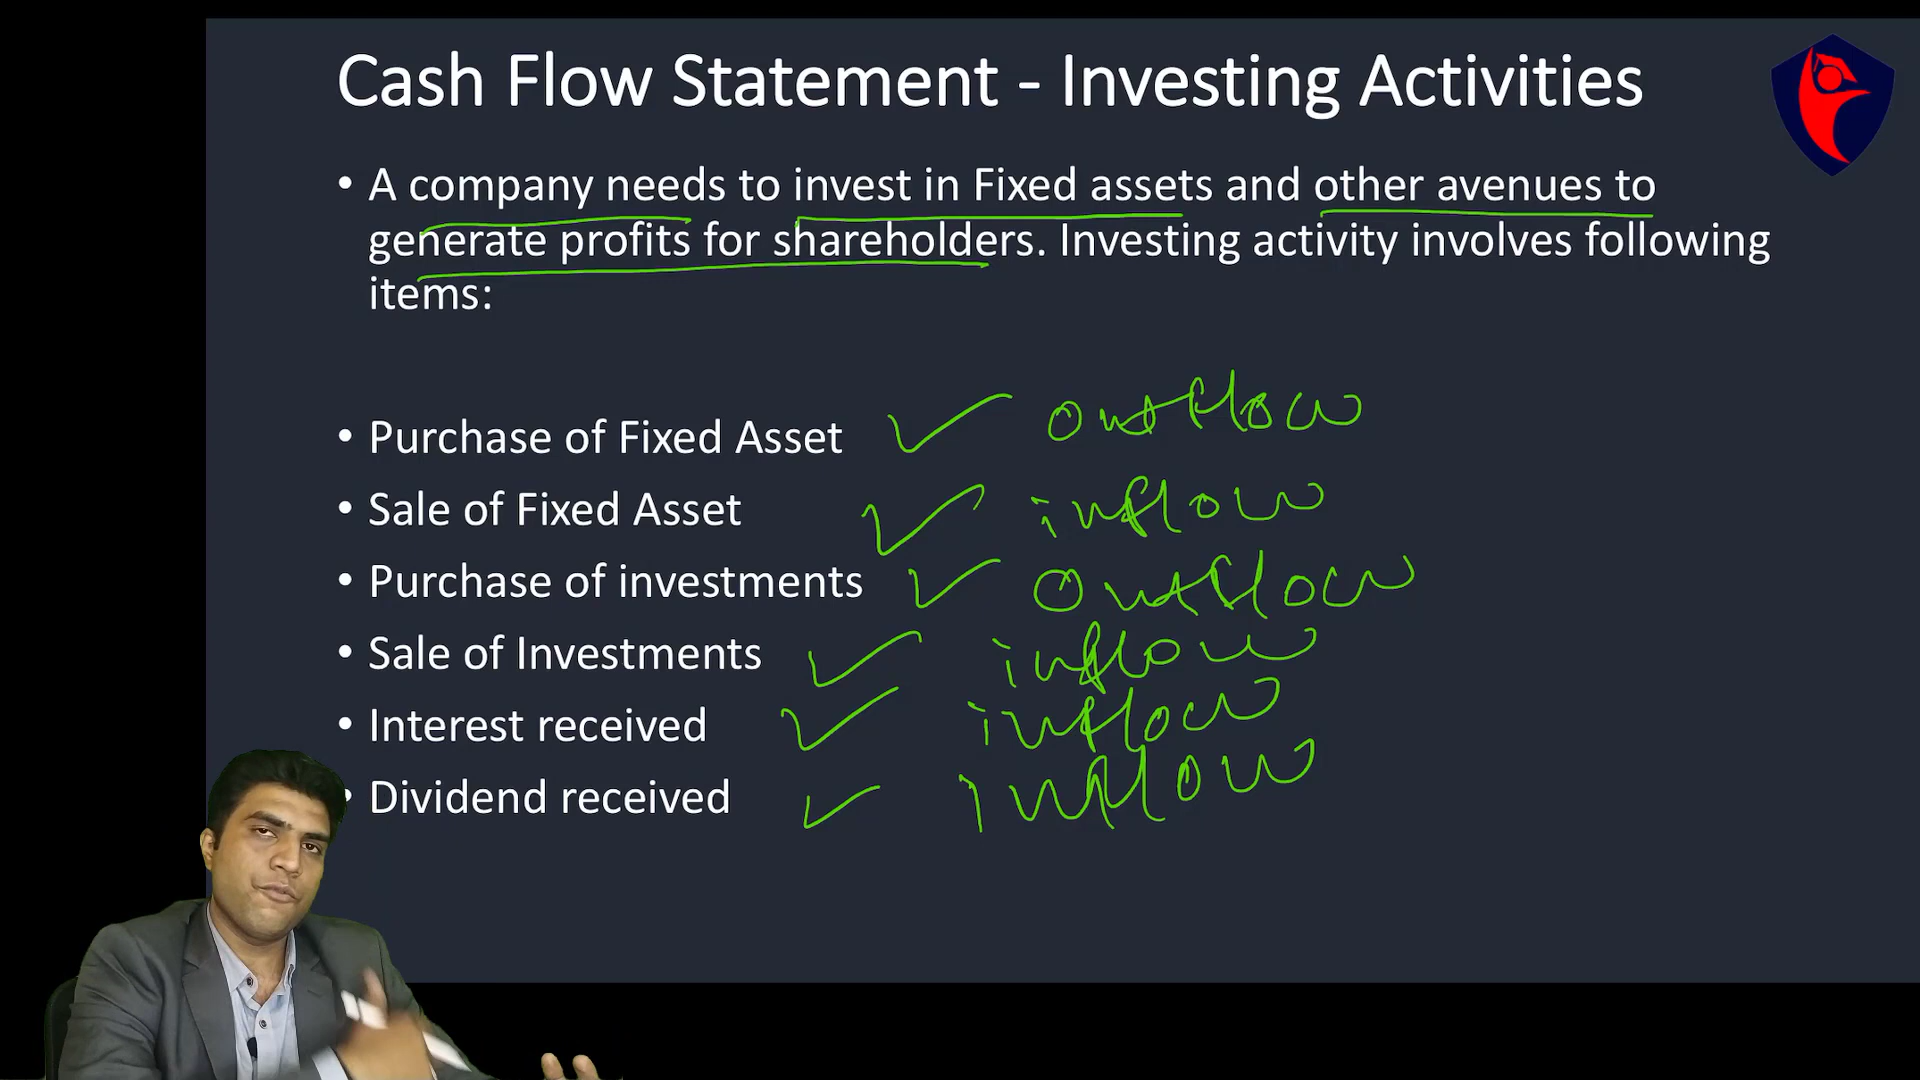 Cash Flow Statement - Investing Activities
• A company needs to invest in Fixed assets and other avenues to
generate profits for shareholders. Investing activity involves following
items:
• Purchase of Fixed Asset ✓ outflow
• Sale of Fixed Asset ✓ inflow
• Purchase of investments ✓ outflow
• Sale of Investments ✓ inflow
• Interest received ✓ inflow
• Dividend received ✓ inflow